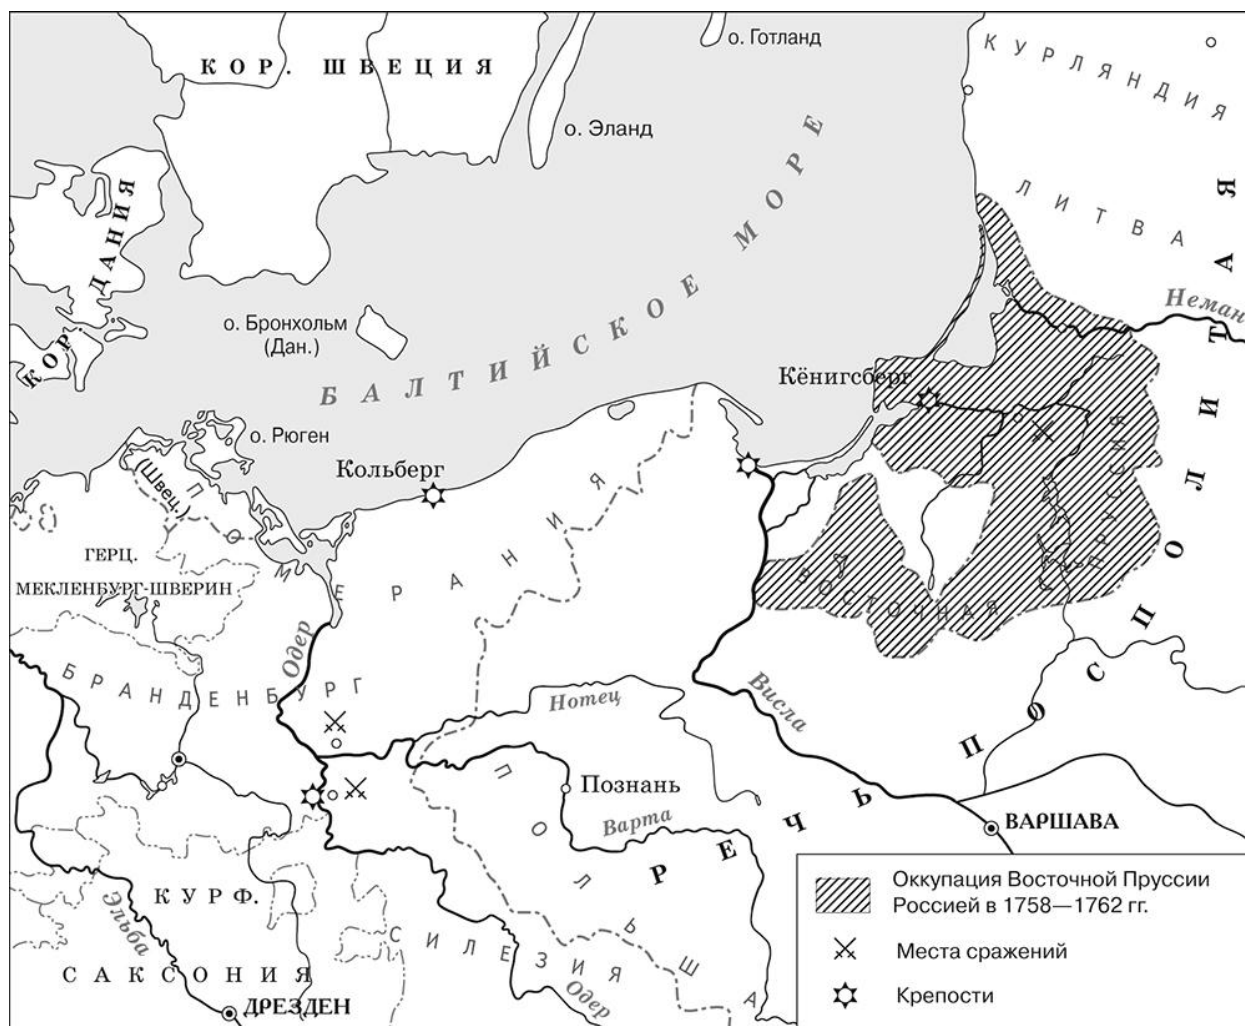 КОР. ШВЕЦИЯ
о. Готланд
КУРЛЯНДИЯ
о. Эланд
ЛИТВА
КОР. ДАНИЯ
БАЛТИЙСКОЕ МОРЕ
Неман
о. Бронхольм
(Дан.)
Кёнигсберг
о. Рюген
Кольберг
(Швец.)
ПОМЕРАНИЯ
ГЕРЦ.
МЕКЛЕНБУРГ-ШВЕРИН
ВОСТОЧНАЯ ПРУССИЯ
Одер
БРАНДЕНБУРГ
Нотец
Висла
РЕЧЬ ПОСПОЛИТАЯ
Познань
Варта
ПОЛЬША
ВАРШАВА
КУРФ.
САКСОНИЯ
Эльба
СИЛЕЗИЯ
Одер
ДРЕЗДЕН
Оккупация Восточной Пруссии
Россией в 1758—1762 гг.
Места сражений
Крепости